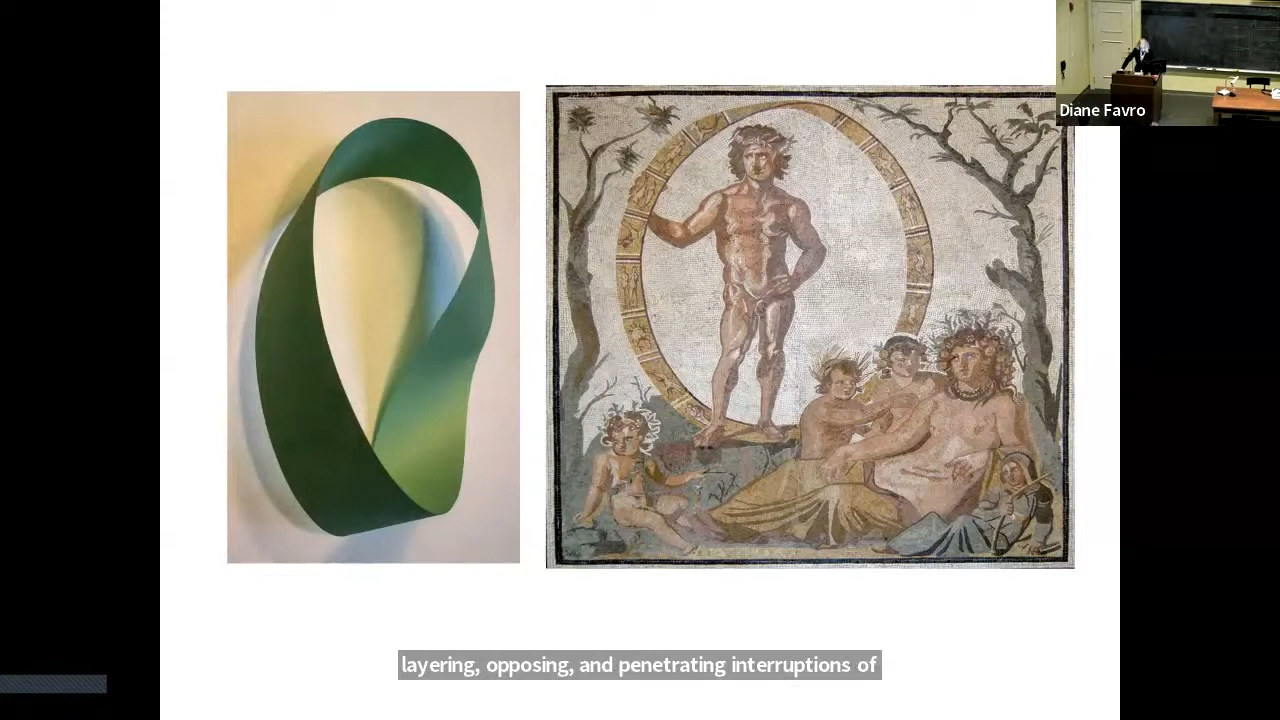 Diane Favro
layering, opposing, and penetrating interruptions of